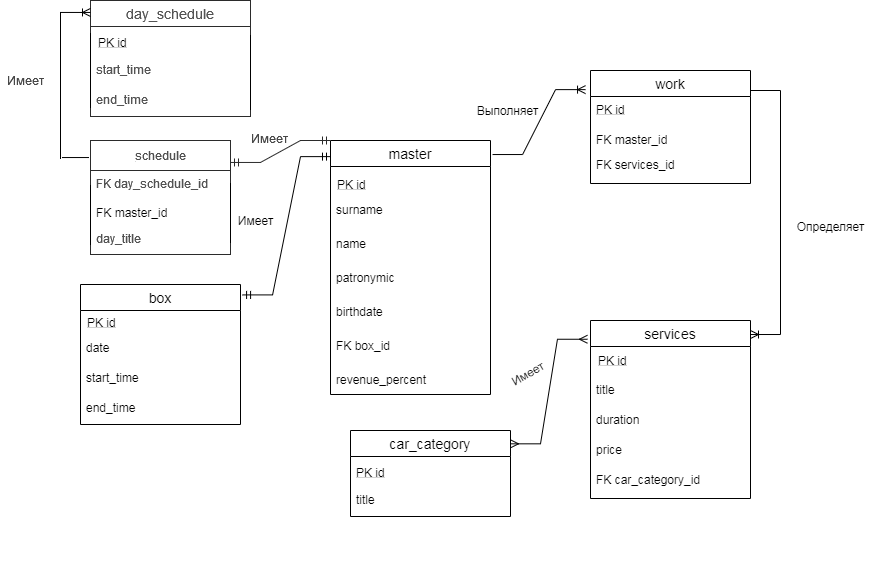 day_schedule
PK id
start_time
end_time
Имеет
schedule
FK day_schedule_id
FK master_id
day_title
Имеет
Имеет
box
PK id
date
start_time
end_time
master
PK id
surname
name
patronymic
birthdate
FK box_id
revenue_percent
Выполняет
work
PK id
FK master_id
FK services_id
Определяет
services
PK id
title
duration
price
FK car_category_id
Имеет
car_category
PK id
title